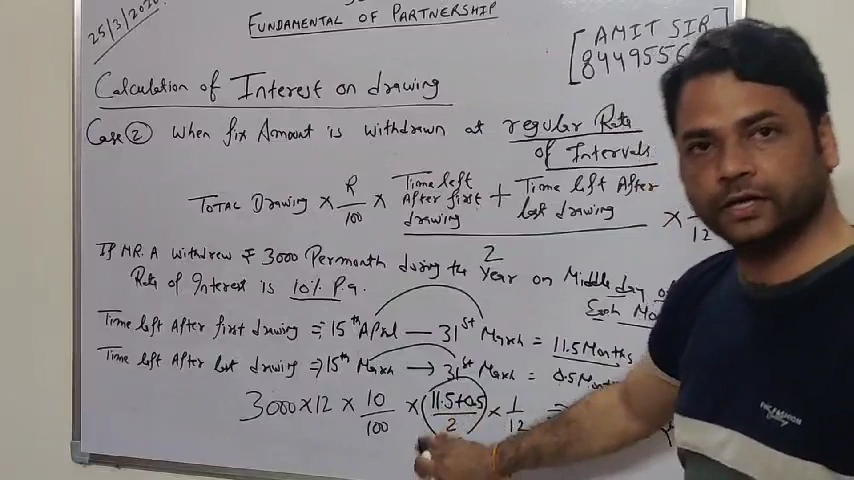 25/3/2020
FUNDAMENTAL OF PARTNERSHIP
[AMIT SIR]
8449556
Calculation of Interest on drawing
Case ② When fix Amount is withdrawn at regular Rate
of Intervals
TOTAL Drawing × R/100 × Time left After first drawing + Time left After last drawing / 2 × 1/12
If MR. A withdrew ₹ 3000 Permonth during the Year on Middle day of
Each Mo
Rate of Interest is 10% P.a.
Time left After first drawing => 15th April — 31st March = 11.5 Months
Time left After last drawing => 15th March → 31st March = 0.5 Months
3000 × 12 × 10/100 × (11.5+0.5/2) × 1/12 =>